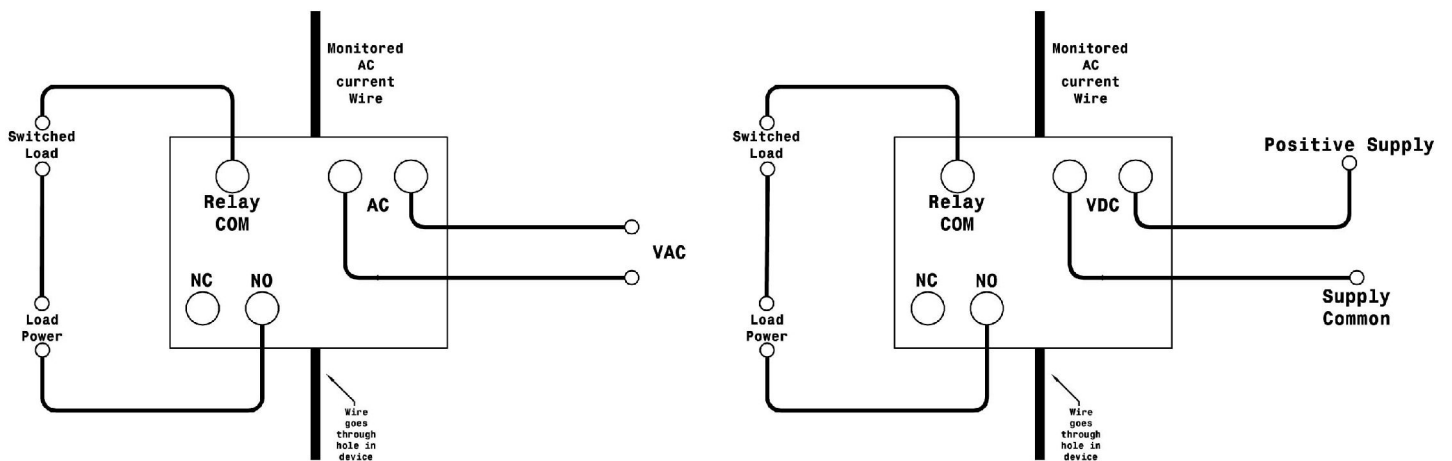 Monitored
AC
current
Wire
Switched
Load
Relay
COM
AC
VAC
NC
NO
Load
Power
Wire
goes
through
hole in
device
Monitored
AC
current
Wire
Switched
Load
Positive Supply
Relay
COM
VDC
NC
NO
Supply
Common
Load
Power
Wire
goes
through
hole in
device